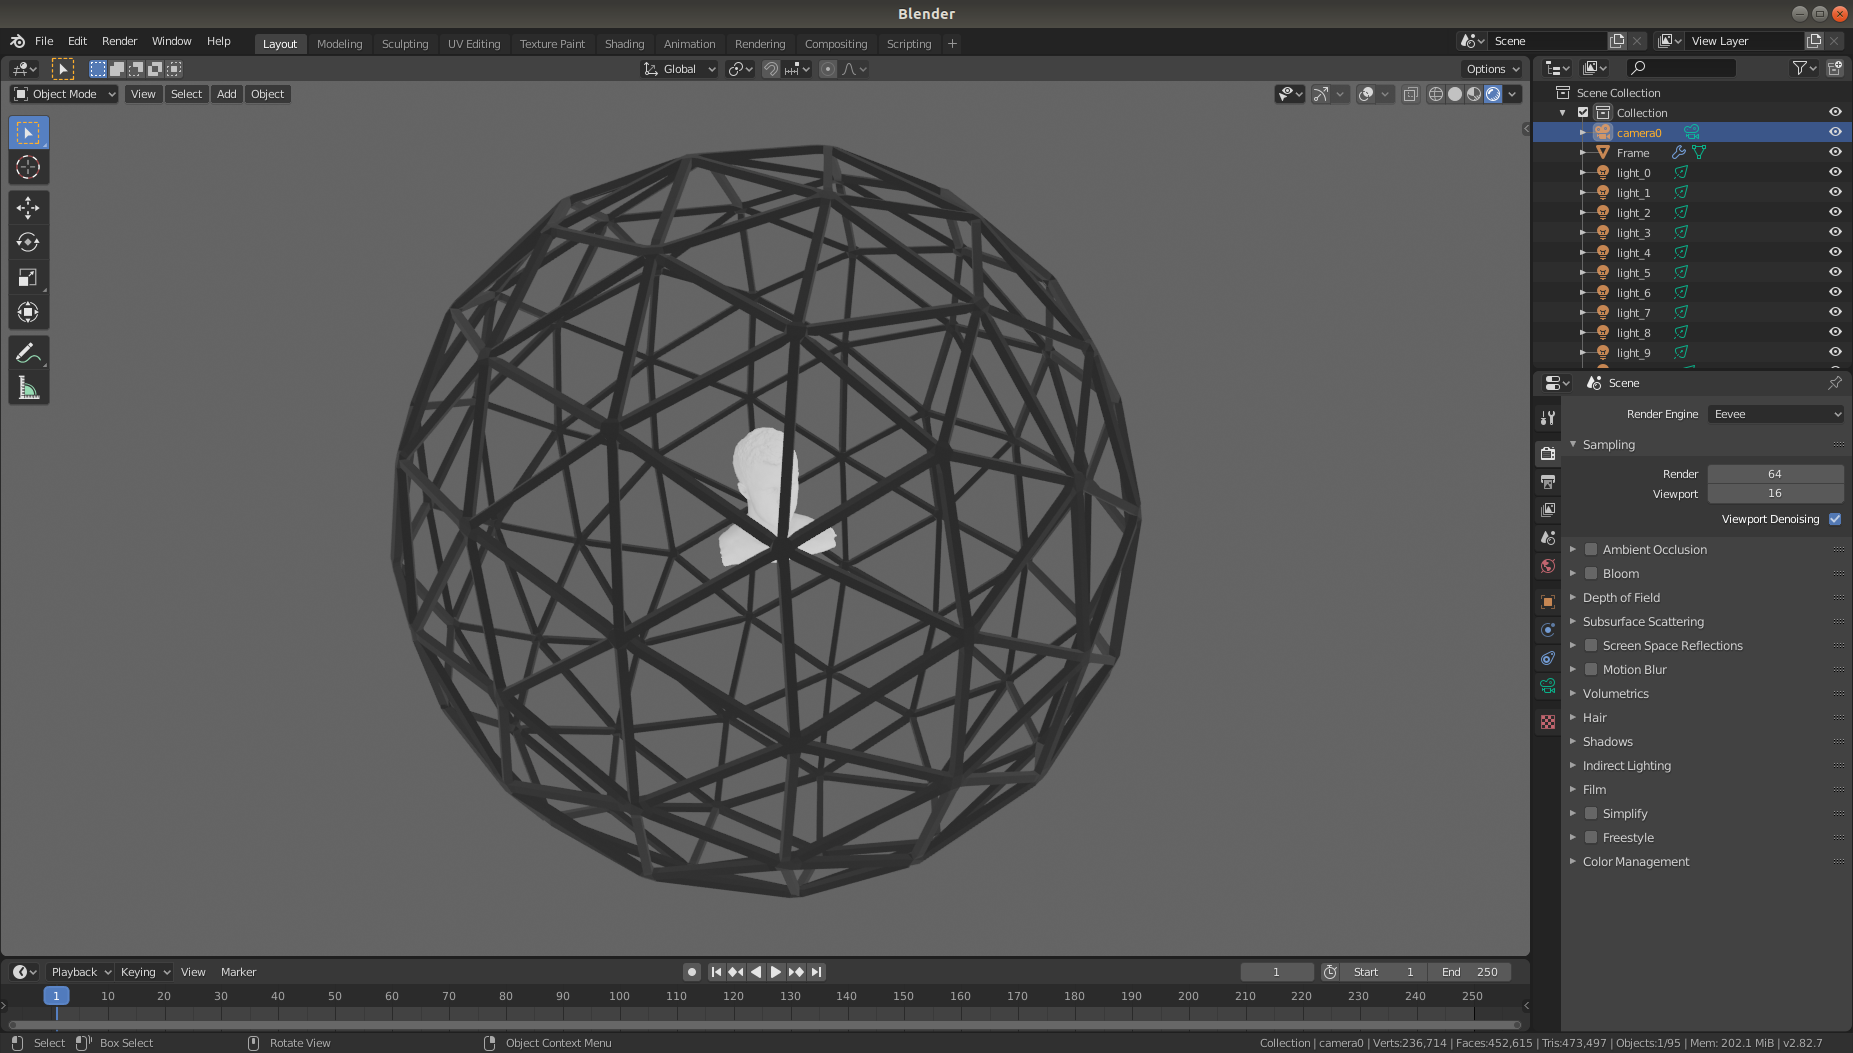 Blender
File Edit Render Window Help
Layout Modeling Sculpting UV Editing Texture Paint Shading Animation Rendering Compositing Scripting +
Scene
View Layer
Global
Options
Object Mode View Select Add Object
Scene Collection
Collection
camera0
Frame
light_0
light_1
light_2
light_3
light_4
light_5
light_6
light_7
light_8
light_9
Scene
Render Engine Eevee
Sampling
Render 64
Viewport 16
Viewport Denoising
Ambient Occlusion
Bloom
Depth of Field
Subsurface Scattering
Screen Space Reflections
Motion Blur
Volumetrics
Hair
Shadows
Indirect Lighting
Film
Simplify
Freestyle
Color Management
Playback Keying View Marker
1 Start 1 End 250
1 10 20 30 40 50 60 70 80 90 100 110 120 130 140 150 160 170 180 190 200 210 220 230 240 250
Select Box Select Rotate View Object Context Menu
Collection | camera0 | Verts:236,714 | Faces:452,615 | Tris:473,497 | Objects:1/95 | Mem: 202.1 MiB | v2.82.7